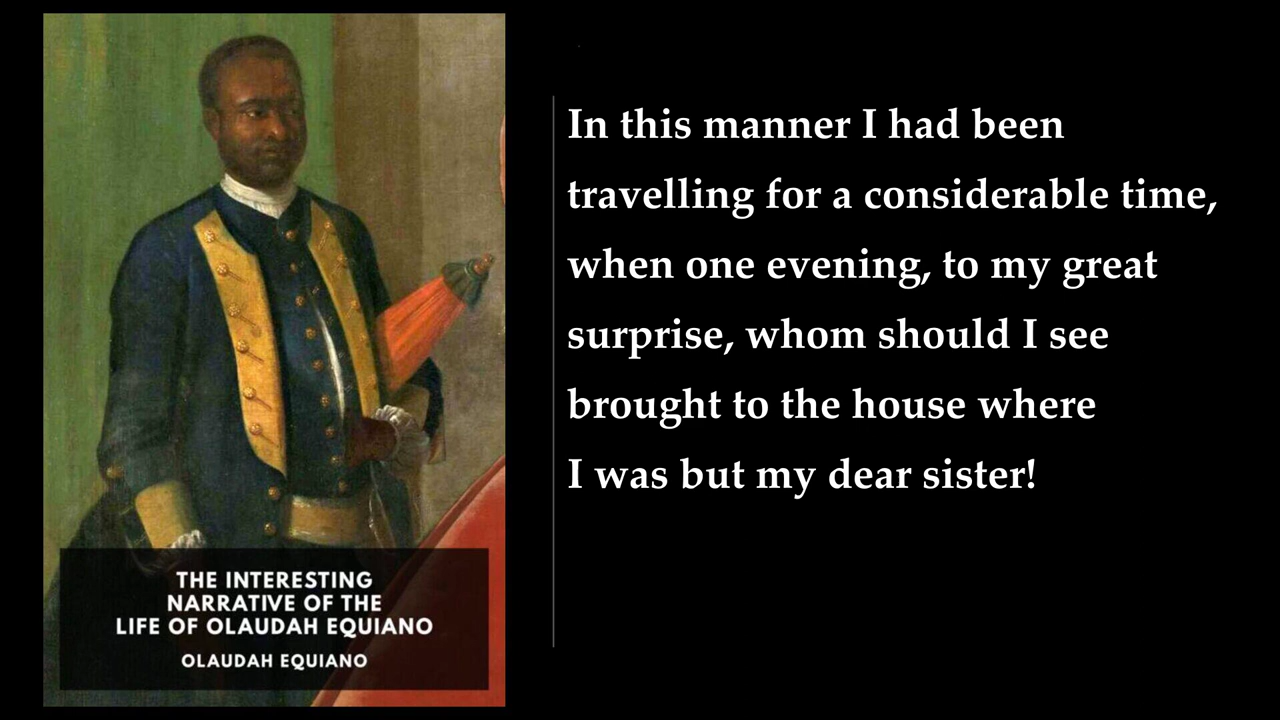 THE INTERESTING
NARRATIVE OF THE
LIFE OF OLAUDAH EQUIANO
OLAUDAH EQUIANO
In this manner I had been
travelling for a considerable time,
when one evening, to my great
surprise, whom should I see
brought to the house where
I was but my dear sister!